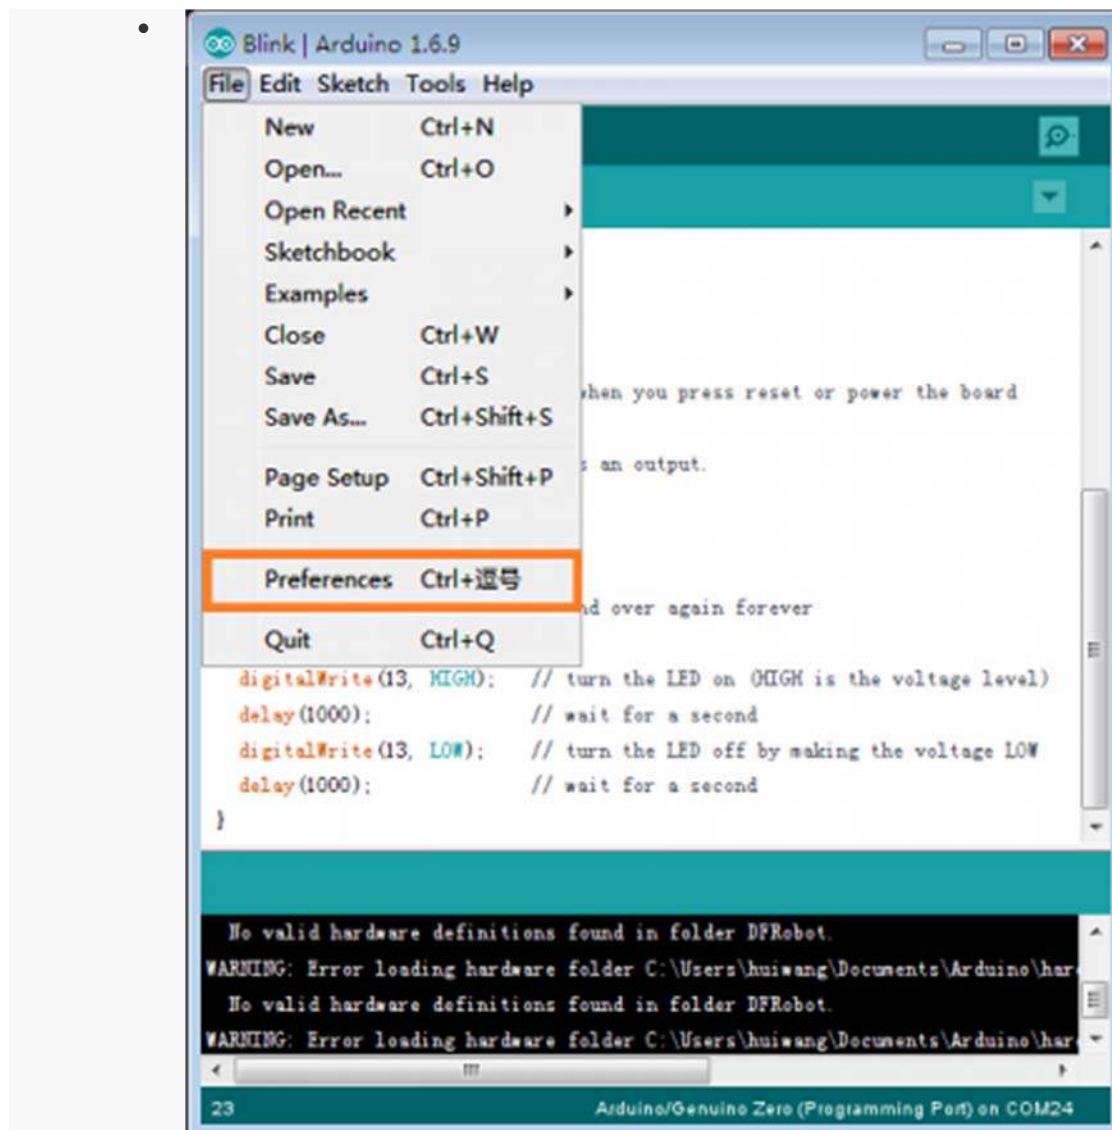 Blink | Arduino 1.6.9
File Edit Sketch Tools Help
New Ctrl+N
Open... Ctrl+O
Open Recent
Sketchbook
Examples
Close Ctrl+W
Save Ctrl+S
Save As... Ctrl+Shift+S
when you press reset or power the board
Page Setup Ctrl+Shift+P
s an output.
Print Ctrl+P
Preferences Ctrl+逗号
nd over again forever
Quit Ctrl+Q
digitalWrite(13, HIGH); // turn the LED on (HIGH is the voltage level)
delay(1000); // wait for a second
digitalWrite(13, LOW); // turn the LED off by making the voltage LOW
delay(1000); // wait for a second
}
No valid hardware definitions found in folder DFRobot.
WARNING: Error loading hardware folder C:\Users\huiwang\Documents\Arduino\har
No valid hardware definitions found in folder DFRobot.
WARNING: Error loading hardware folder C:\Users\huiwang\Documents\Arduino\har
23 Arduino/Genuino Zero (Programming Port) on COM24